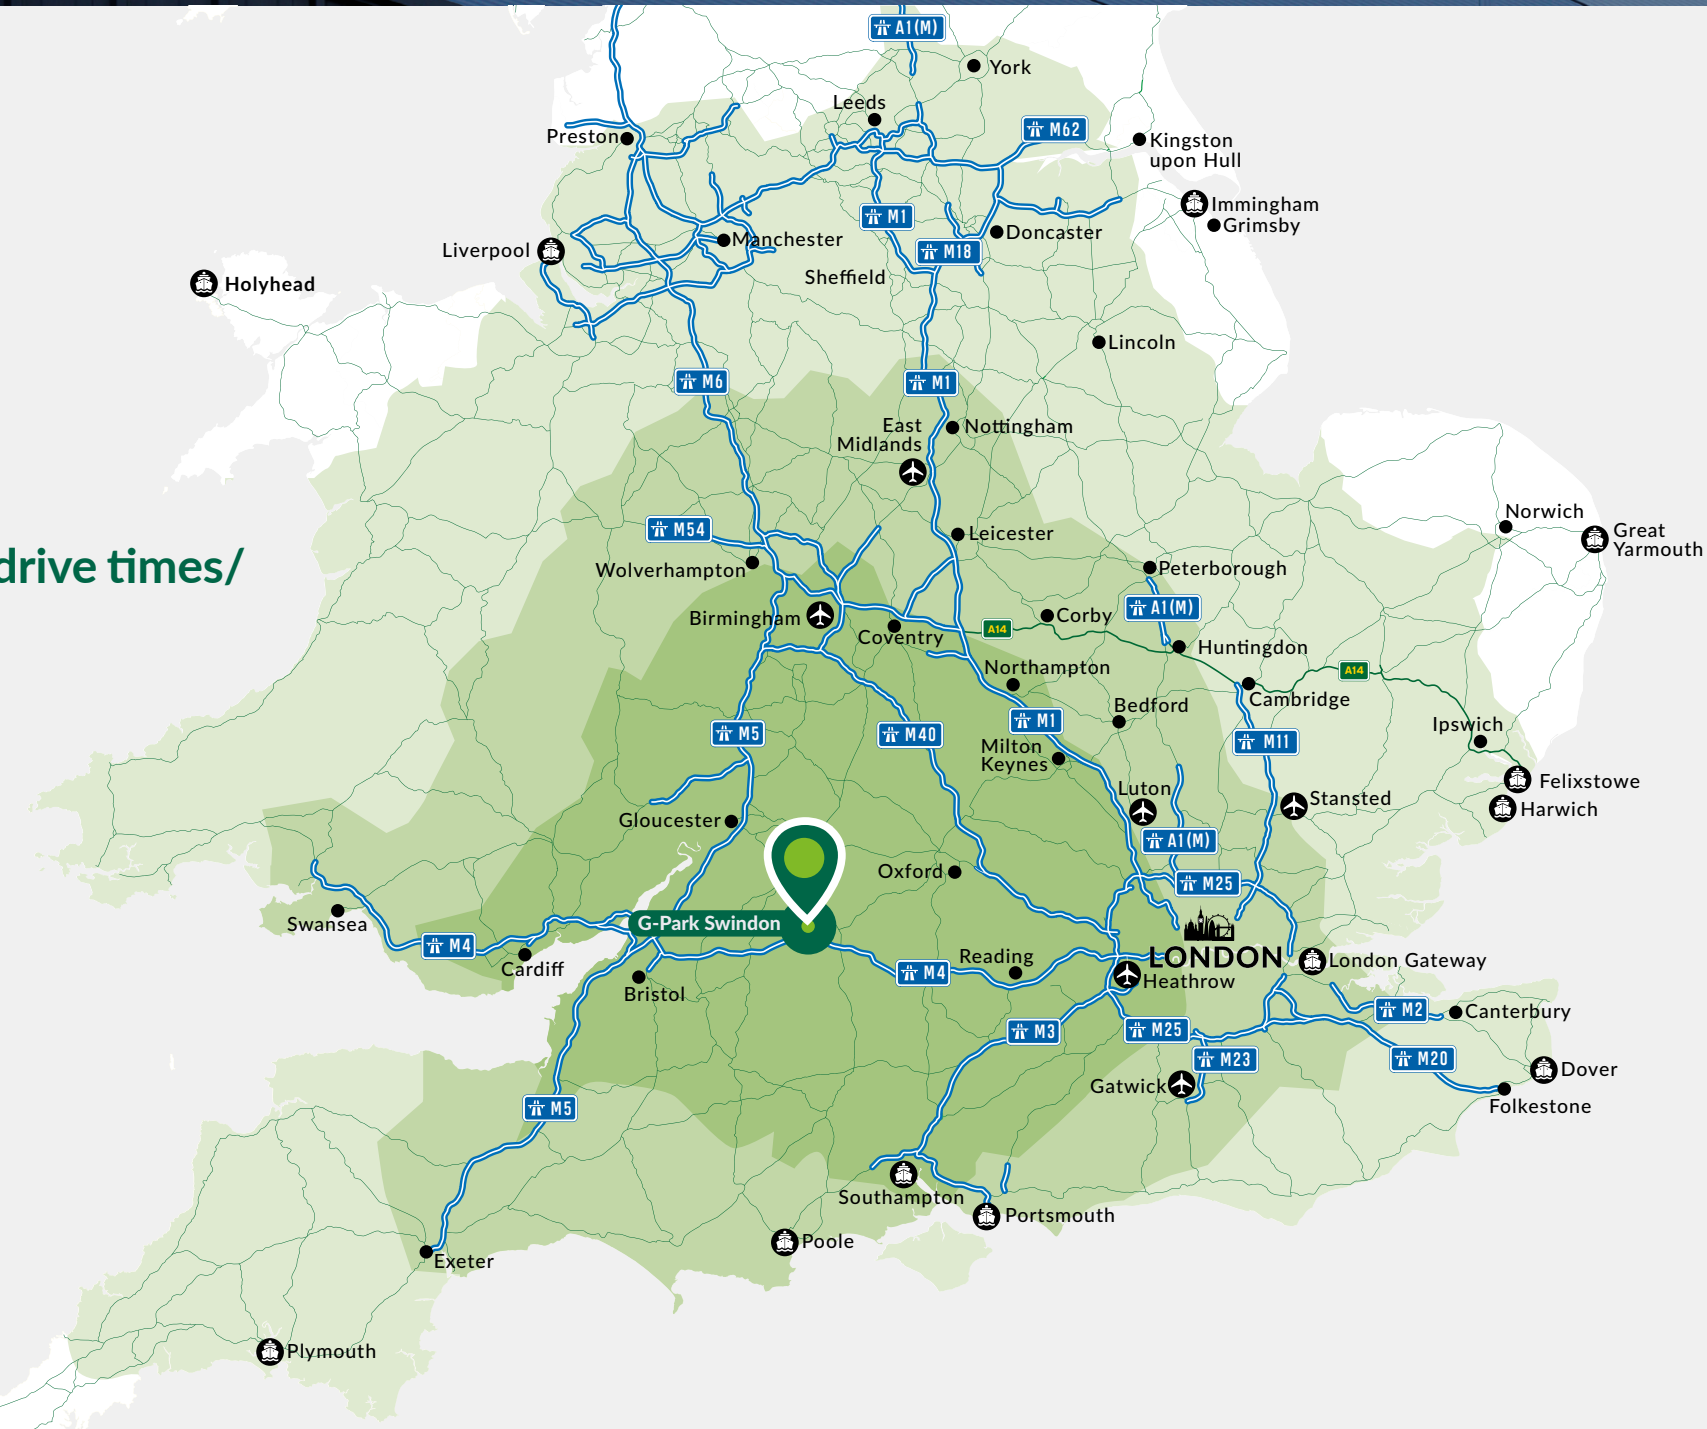 A1(M)
York
Leeds
M62
Preston
Kingston
upon Hull
Immingham
M1
Grimsby
Doncaster
Manchester
Liverpool
M18
Sheffield
Holyhead
Lincoln
M6
M1
East
Midlands
Nottingham
Norwich
M54
Leicester
Great
Yarmouth
drive times/
Wolverhampton
Peterborough
A1(M)
Birmingham
Corby
A14
Coventry
Huntingdon
Northampton
A14
Cambridge
Bedford
M1
Ipswich
M5
M40
M11
Milton
Keynes
Felixstowe
Luton
Stansted
Harwich
Gloucester
A1(M)
Oxford
M25
G-Park Swindon
Swansea
M4
Cardiff
Reading
LONDON
London Gateway
M4
Bristol
Heathrow
M2
Canterbury
M3
M25
M23
M20
Dover
Gatwick
Folkestone
M5
Southampton
Portsmouth
Poole
Exeter
Plymouth